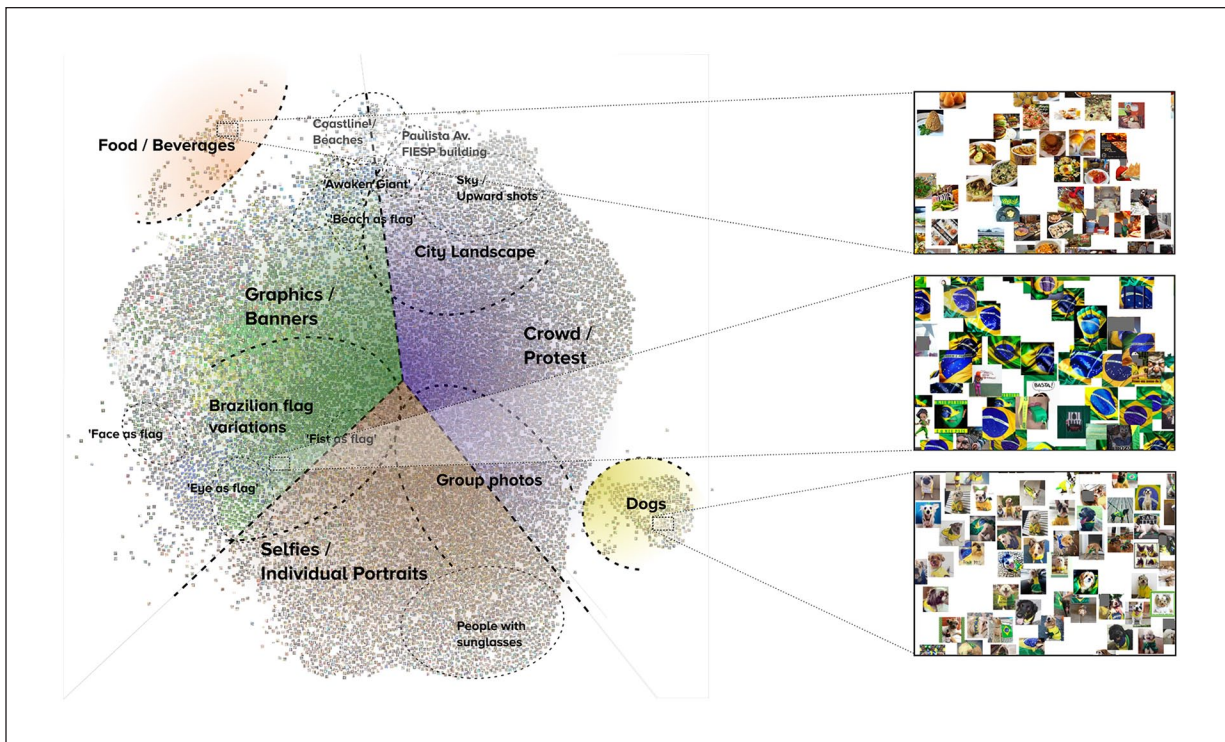 Food / Beverages
Coastline /
Beaches
Paulista Av.
FIESP building
'Awaken Giant'
Sky /
Upward shots
'Beach as flag'
City Landscape
Graphics /
Banners
Crowd /
Protest
Brazilian flag
variations
'Face as flag'
'Fist as flag'
'Eye as flag'
Group photos
Dogs
Selfies /
Individual Portraits
People with
sunglasses
BASTA!